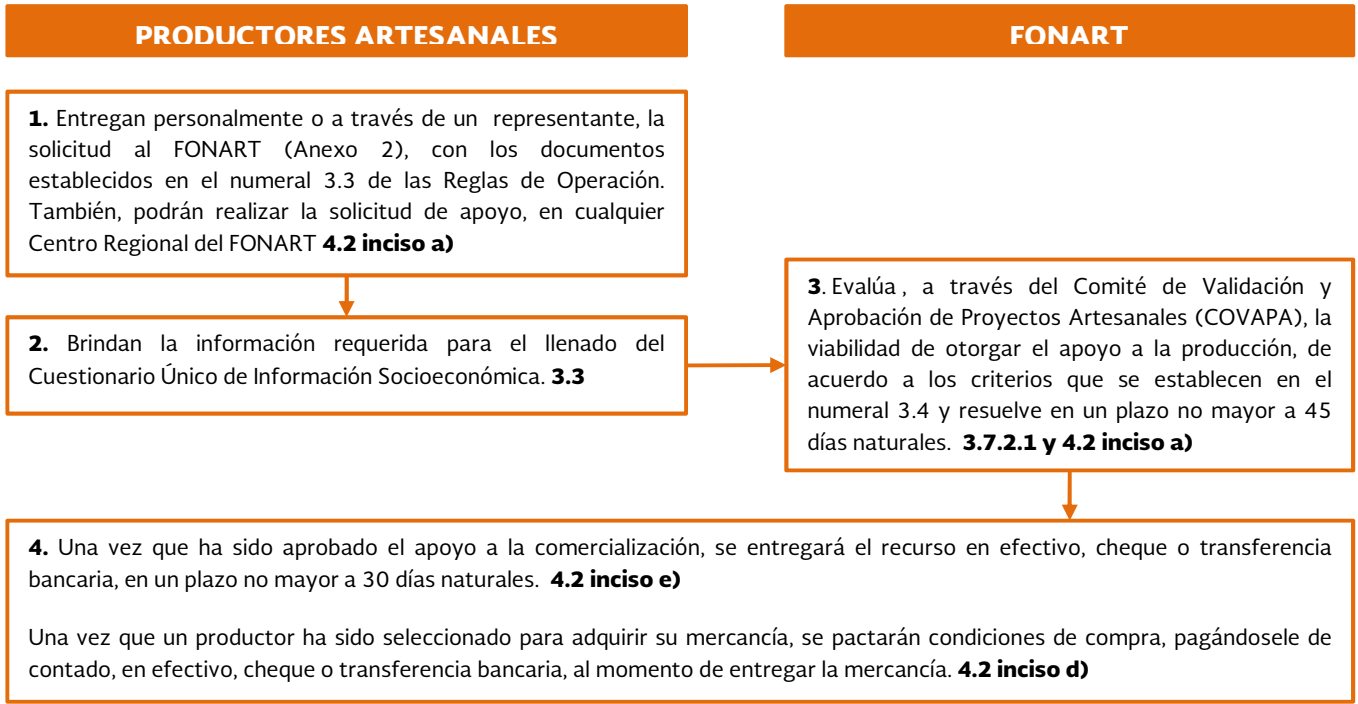 PRODUCTORES ARTESANALES
FONART
1. Entregan personalmente o a través de un representante, la
solicitud al FONART (Anexo 2), con los documentos
establecidos en el numeral 3.3 de las Reglas de Operación.
También, podrán realizar la solicitud de apoyo, en cualquier
Centro Regional del FONART 4.2 inciso a)
2. Brindan la información requerida para el llenado del
Cuestionario Único de Información Socioeconómica. 3.3
3. Evalúa , a través del Comité de Validación y
Aprobación de Proyectos Artesanales (COVAPA), la
viabilidad de otorgar el apoyo a la producción, de
acuerdo a los criterios que se establecen en el
numeral 3.4 y resuelve en un plazo no mayor a 45
días naturales. 3.7.2.1 y 4.2 inciso a)
4. Una vez que ha sido aprobado el apoyo a la comercialización, se entregará el recurso en efectivo, cheque o transferencia
bancaria, en un plazo no mayor a 30 días naturales. 4.2 inciso e)
Una vez que un productor ha sido seleccionado para adquirir su mercancía, se pactarán condiciones de compra, pagándosele de
contado, en efectivo, cheque o transferencia bancaria, al momento de entregar la mercancía. 4.2 inciso d)